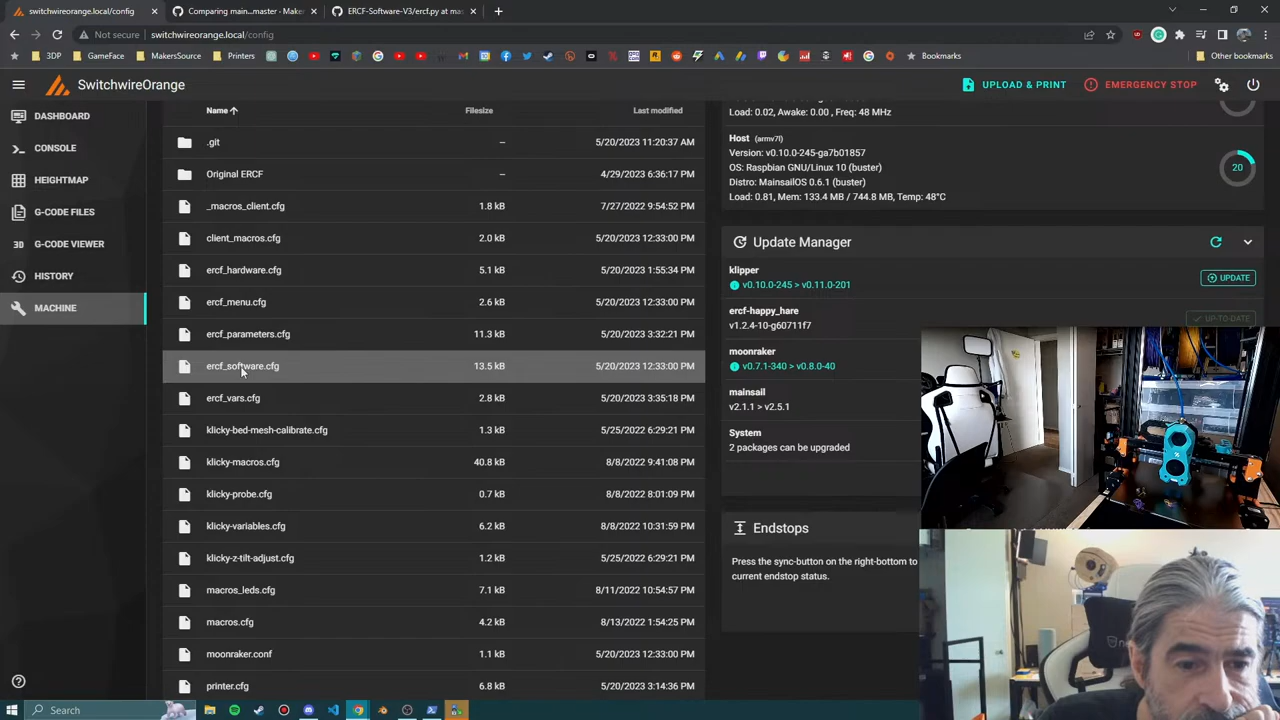 switchwireorange.local/config
Comparing main...master - Make
ERCF-Software-V3/ercf.py at mas
Not secure
switchwireorange.local/config
3DP
GameFace
MakersSource
Printers
Bookmarks
Other bookmarks
SwitchwireOrange
UPLOAD & PRINT
EMERGENCY STOP
DASHBOARD
CONSOLE
HEIGHTMAP
G-CODE FILES
G-CODE VIEWER
HISTORY
MACHINE
Name Filesize Last modified
.git -- 5/20/2023 11:20:37 AM
Original ERCF -- 4/29/2023 6:36:17 PM
_macros_client.cfg 1.8 kB 7/27/2022 9:54:52 PM
client_macros.cfg 2.0 kB 5/20/2023 12:33:00 PM
ercf_hardware.cfg 5.1 kB 5/20/2023 1:55:34 PM
ercf_menu.cfg 2.6 kB 5/20/2023 12:33:00 PM
ercf_parameters.cfg 11.3 kB 5/20/2023 3:32:21 PM
ercf_software.cfg 13.5 kB 5/20/2023 12:33:00 PM
ercf_vars.cfg 2.8 kB 5/20/2023 3:35:18 PM
klicky-bed-mesh-calibrate.cfg 1.3 kB 5/25/2022 6:29:21 PM
klicky-macros.cfg 40.8 kB 8/8/2022 9:41:08 PM
klicky-probe.cfg 0.7 kB 8/8/2022 8:01:09 PM
klicky-variables.cfg 6.2 kB 8/8/2022 10:31:59 PM
klicky-z-tilt-adjust.cfg 1.2 kB 5/25/2022 6:29:21 PM
macros_leds.cfg 7.1 kB 8/11/2022 10:54:57 PM
macros.cfg 4.2 kB 8/13/2022 1:54:25 PM
moonraker.conf 1.1 kB 5/20/2023 12:33:00 PM
printer.cfg 6.8 kB 5/20/2023 3:14:36 PM
Load: 0.02, Awake: 0.00 , Freq: 48 MHz
Host (armv7l)
Version: v0.10.0-245-ga7b01857
OS: Raspbian GNU/Linux 10 (buster)
Distro: MainsailOS 0.6.1 (buster)
Load: 0.81, Mem: 133.4 MB / 744.8 MB, Temp: 48°C
20
Update Manager
klipper
v0.10.0-245 > v0.11.0-201
UPDATE
ercf-happy_hare
v1.2.4-10-g60711f7
UP-TO-DATE
moonraker
v0.7.1-340 > v0.8.0-40
mainsail
v2.1.1 > v2.5.1
System
2 packages can be upgraded
Endstops
Press the sync-button on the right-bottom to
current endstop status.
Search